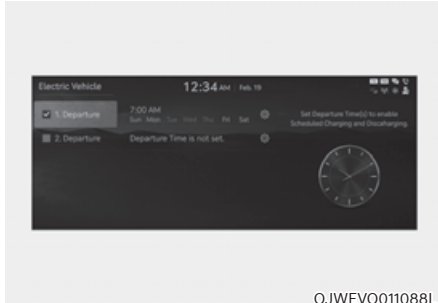 Electric Vehicle 12:34 AM Feb. 19
1. Departure
7:00 AM
Sun Mon Tue Wed Thu Fri Sat
2. Departure Departure Time is not set.
Set Departure Time(s) to enable
Scheduled Charging and Discharging.
OJWEVQ011088L